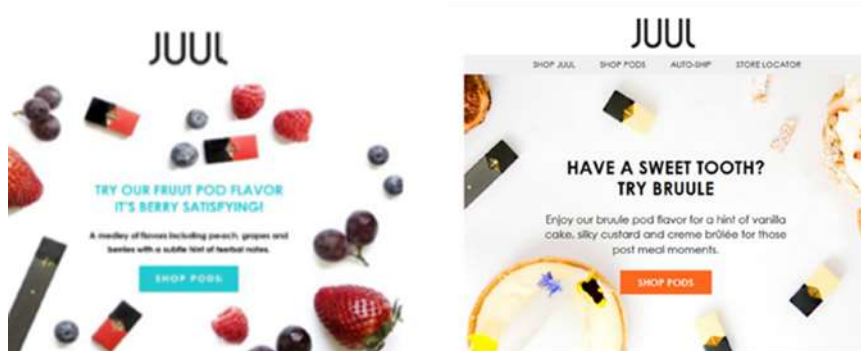 JUUL
TRY OUR FRUUT POD FLAVOR
IT'S BERRY SATISFYING!
A medley of flavors including peach, grapes and
berries with a subtle hint of herbal notes.
SHOP PODS
JUUL
SHOP JUUL SHOP PODS AUTO-SHIP STORE LOCATOR
HAVE A SWEET TOOTH?
TRY BRUULE
Enjoy our bruule pod flavor for a hint of vanilla
cake, silky custard and creme brûlée for those
post meal moments.
SHOP PODS